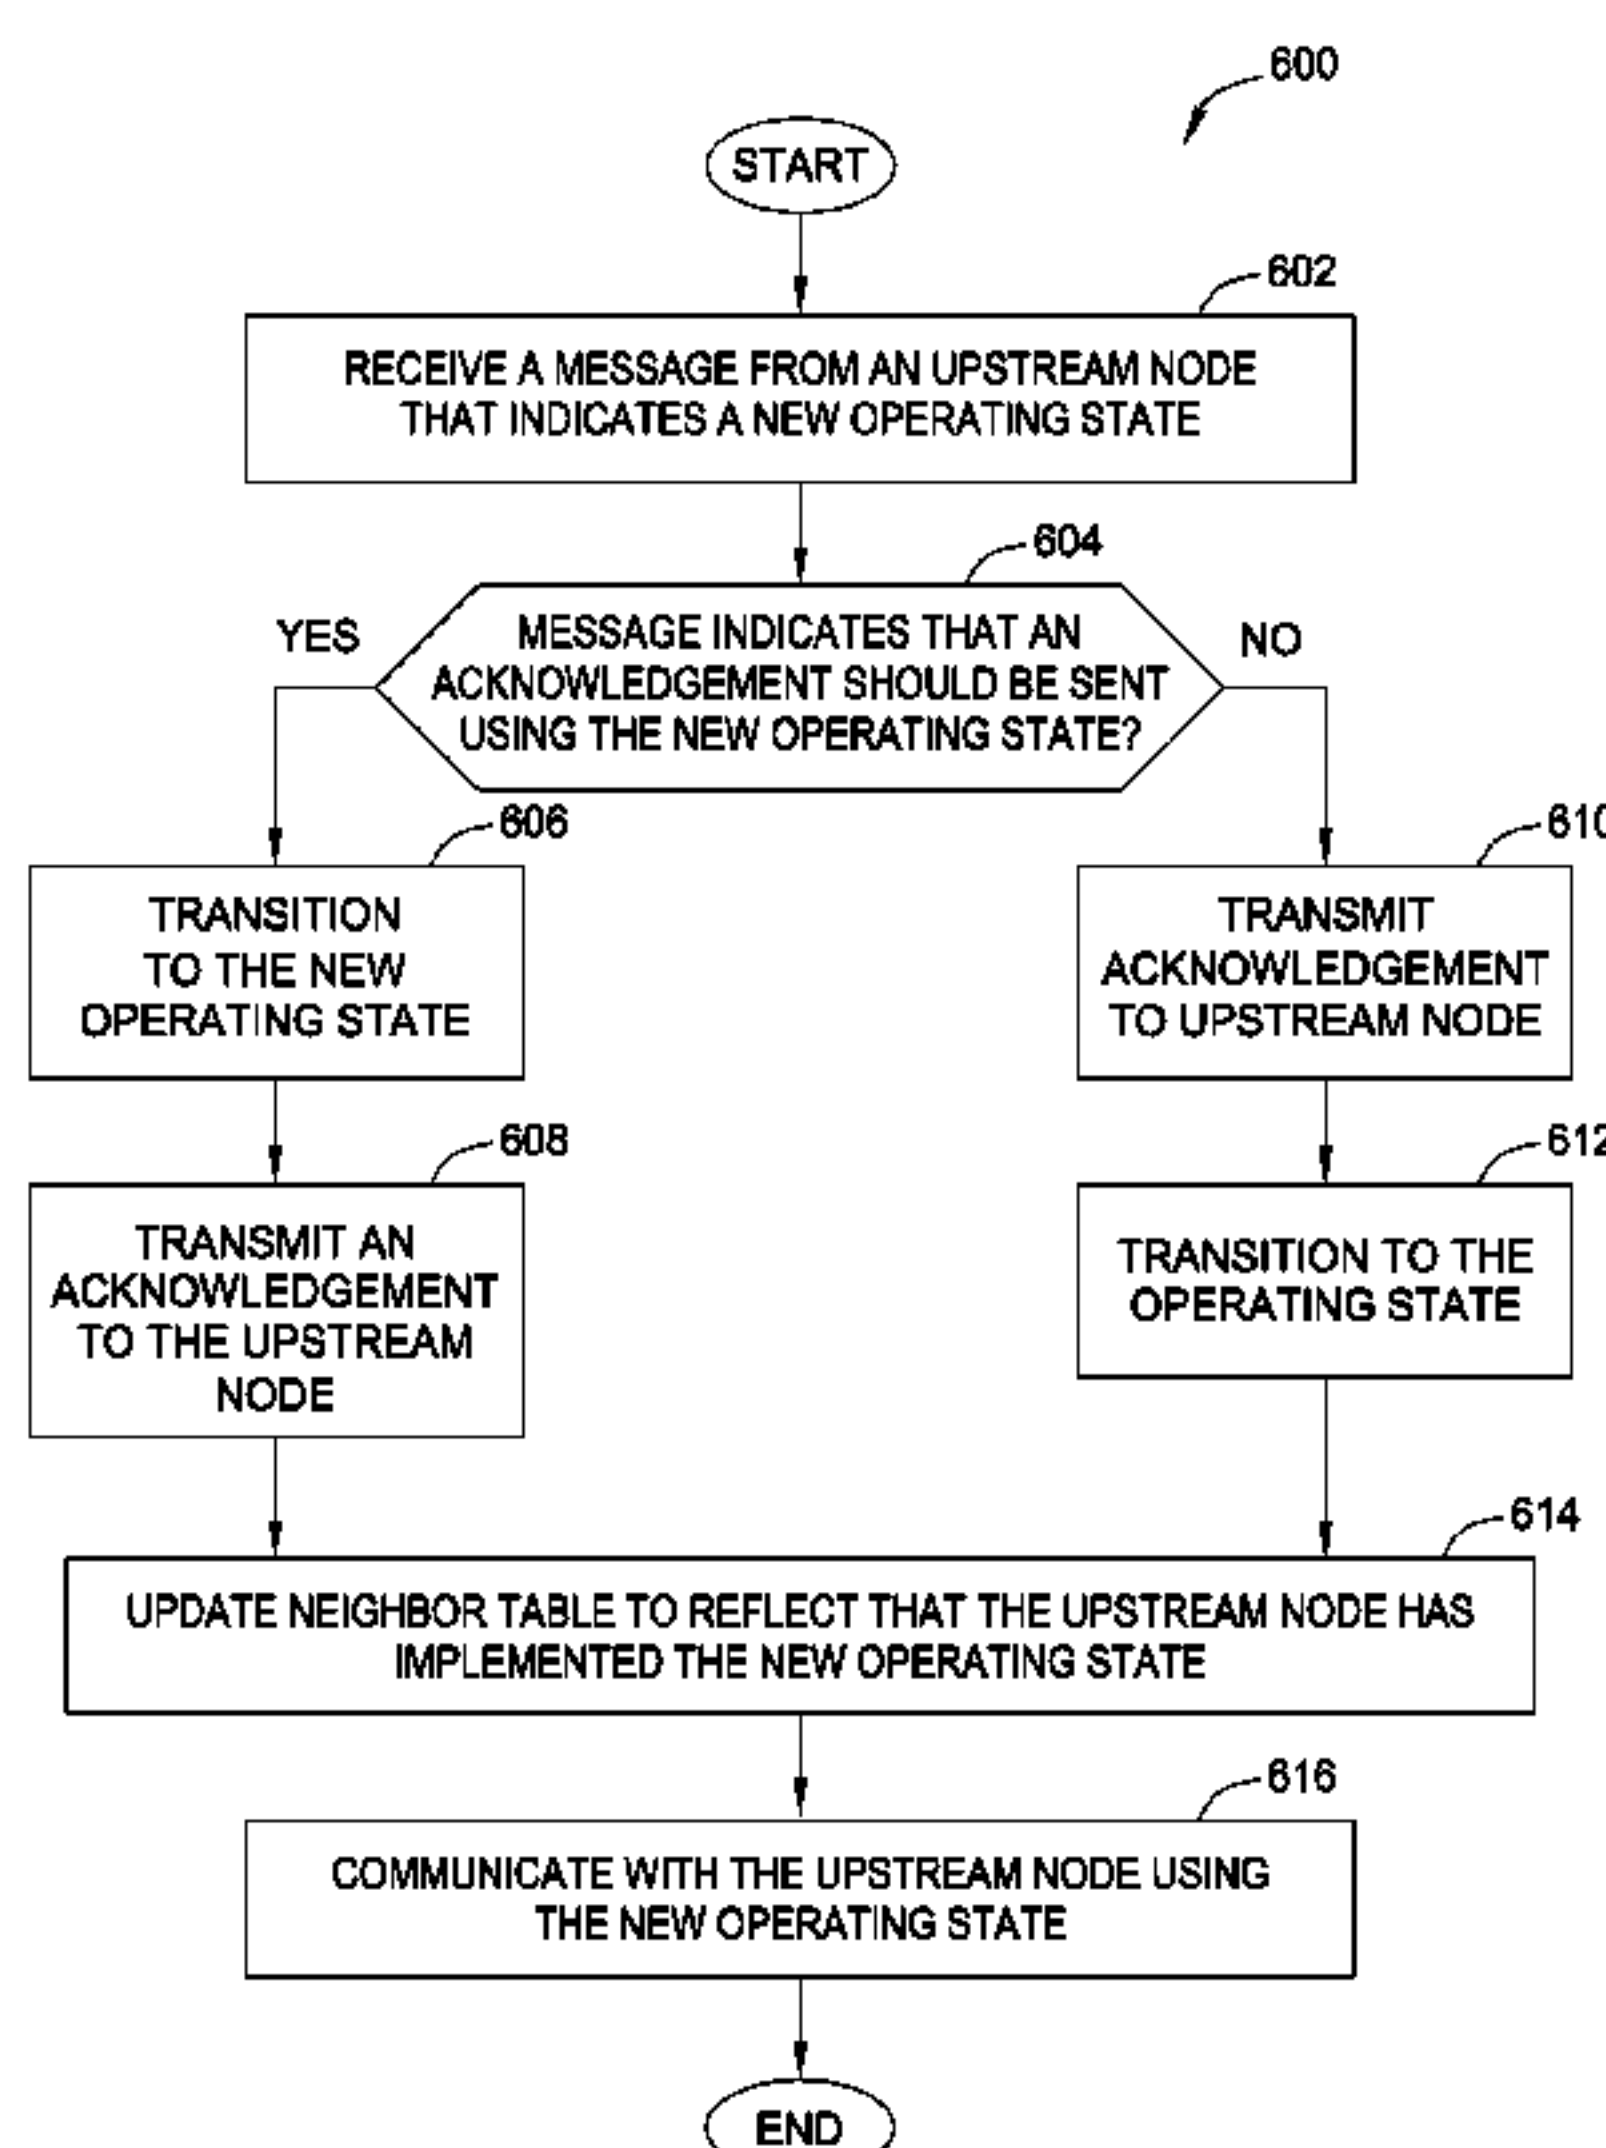 600
START
602
RECEIVE A MESSAGE FROM AN UPSTREAM NODE
THAT INDICATES A NEW OPERATING STATE
604
YES
MESSAGE INDICATES THAT AN
ACKNOWLEDGEMENT SHOULD BE SENT
USING THE NEW OPERATING STATE?
NO
606
TRANSITION
TO THE NEW
OPERATING STATE
610
TRANSMIT
ACKNOWLEDGEMENT
TO UPSTREAM NODE
608
TRANSMIT AN
ACKNOWLEDGEMENT
TO THE UPSTREAM
NODE
612
TRANSITION TO THE
OPERATING STATE
614
UPDATE NEIGHBOR TABLE TO REFLECT THAT THE UPSTREAM NODE HAS
IMPLEMENTED THE NEW OPERATING STATE
616
COMMUNICATE WITH THE UPSTREAM NODE USING
THE NEW OPERATING STATE
END